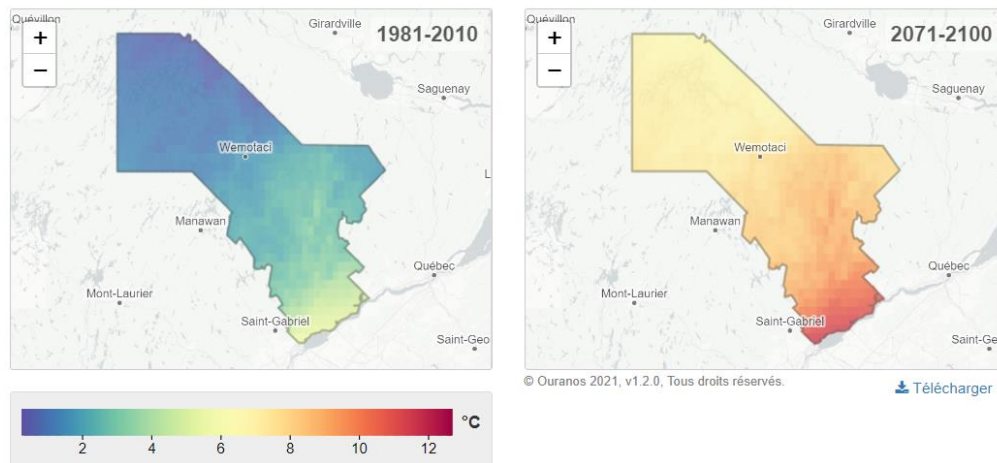 Quévillon
Girardville
1981-2010
+
−
Saguenay
Wemotaci
L
Manawan
Québec
Mont-Laurier
Saint-Gabriel
Saint-Geo
Quévillon
Girardville
2071-2100
+
−
Saguenay
Wemotaci
Manawan
Québec
Mont-Laurier
Saint-Gabriel
Saint-Ge
© Ouranos 2021, v1.2.0, Tous droits réservés.
Télécharger
°C
2 4 6 8 10 12